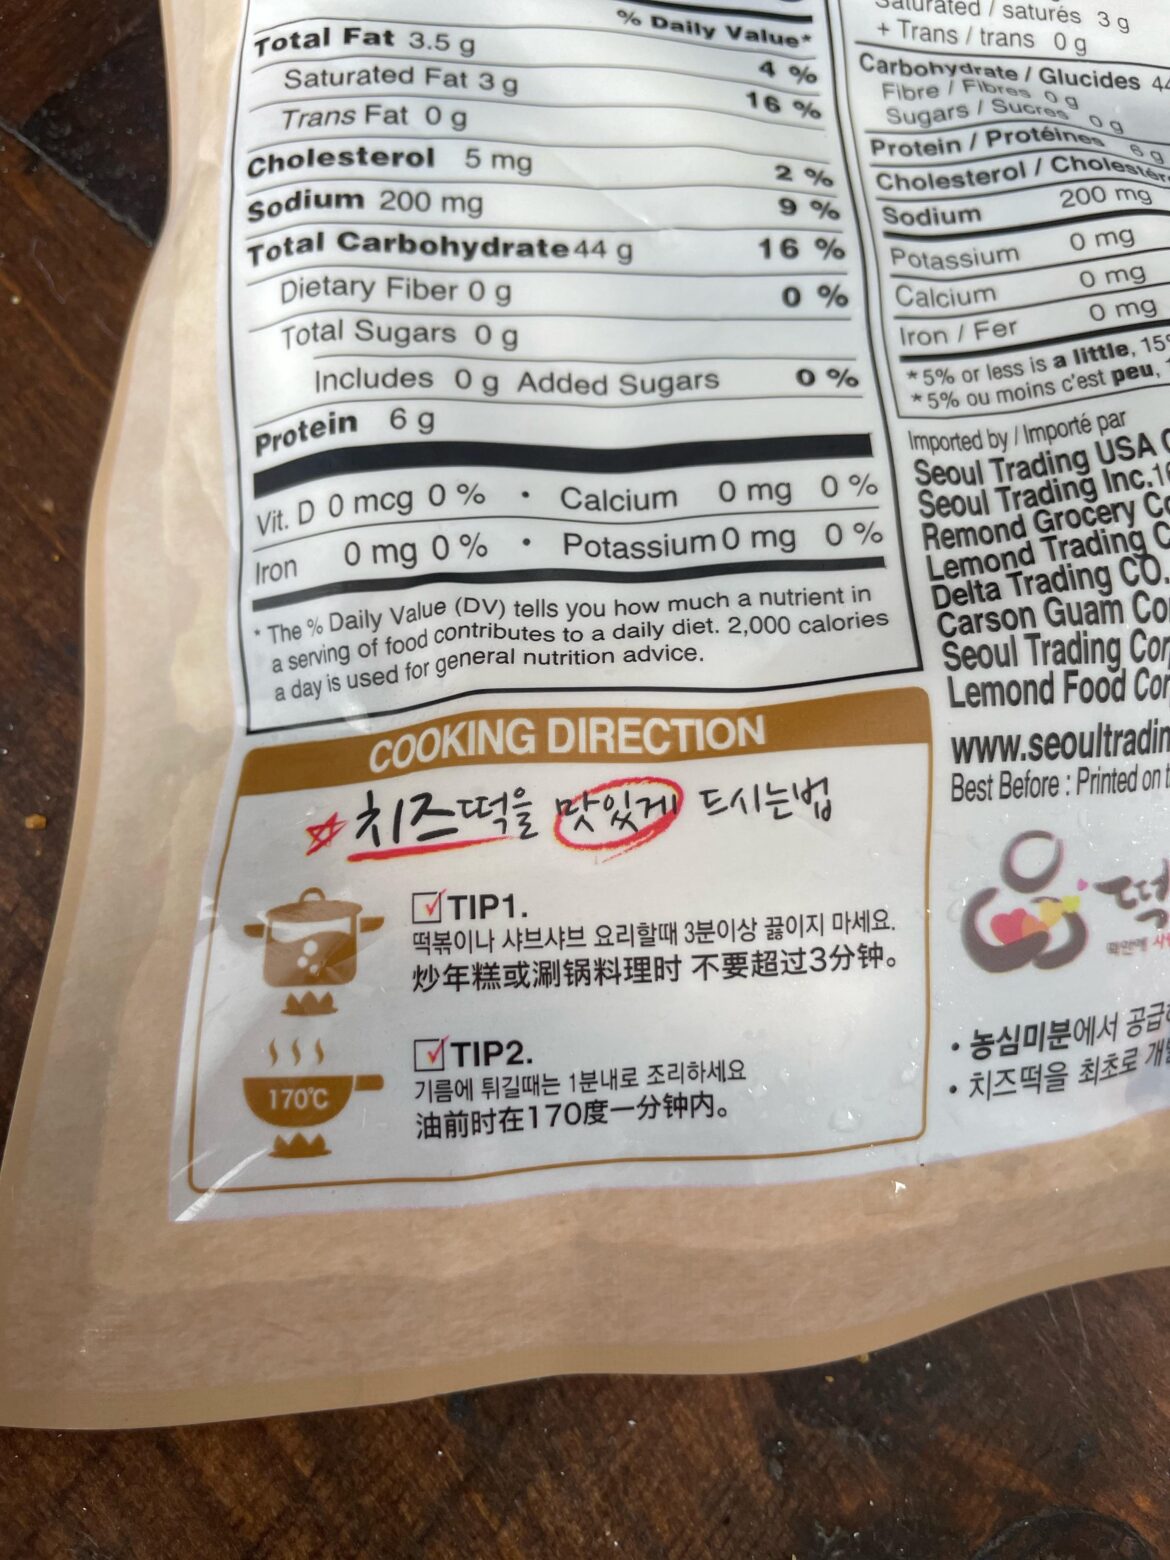 % Daily Value*
Total Fat 3.5 g 4 %
Saturated Fat 3 g 16 %
Trans Fat 0 g
Cholesterol 5 mg 2 %
Sodium 200 mg 9 %
Total Carbohydrate 44 g 16 %
Dietary Fiber 0 g 0 %
Total Sugars 0 g
Includes 0 g Added Sugars 0 %
Protein 6 g
Vit. D 0 mcg 0 % • Calcium 0 mg 0 %
Iron 0 mg 0 % • Potassium 0 mg 0 %
* The % Daily Value (DV) tells you how much a nutrient in
a serving of food contributes to a daily diet. 2,000 calories
a day is used for general nutrition advice.
COOKING DIRECTION
치즈떡을 맛있게 드시는법
TIP1.
떡볶이나 샤브샤브 요리할때 3분이상 끓이지 마세요.
炒年糕或涮锅料理时 不要超过3分钟。
170℃
TIP2.
기름에 튀길때는 1분내로 조리하세요
油前时在170度一分钟内。
Saturated / saturés 3 g
+ Trans / trans 0 g
Carbohydrate / Glucides
Fibre / Fibres 0 g
Sugars / Sucres 0 g
Protein / Protéines 6 g
Cholesterol /
Sodium 200 mg
Potassium 0 mg
Calcium 0 mg
Iron / Fer 0 mg
* 5% or less is a little,
* 5% ou moins c'est peu,
Imported by / Importé par
Seoul Trading USA
Seoul Trading Inc.
Remond Grocery
Lemond Trading
Delta Trading CO.
Carson Guam
Seoul Trading
Lemond Food
www.seoultradin
Best Before : Printed on
떡
• 농심미분에서
• 치즈떡을 최초로